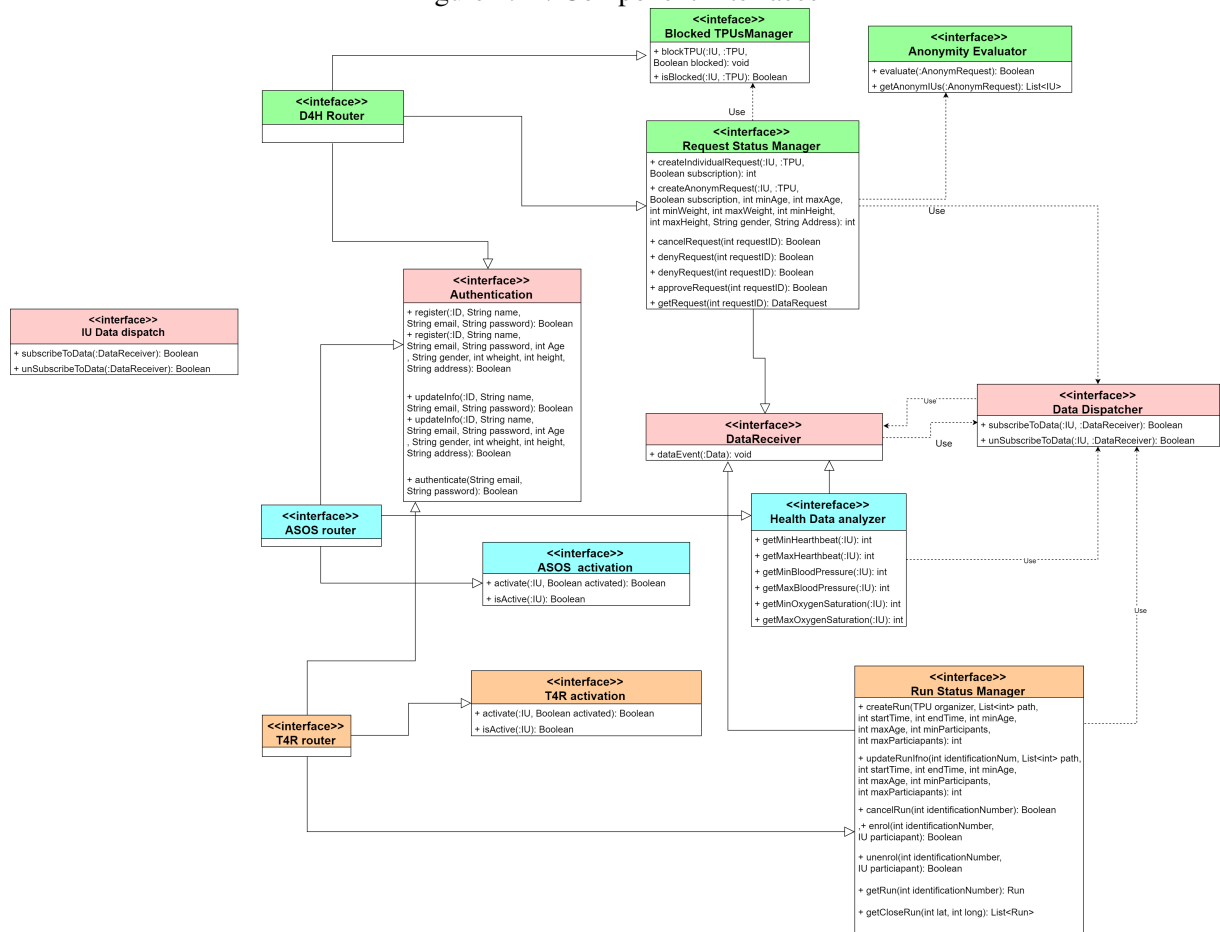 <<inteface>>
Blocked TPUsManager
+ blockTPU(:IU, :TPU,
Boolean blocked): void
+ isBlocked(:IU, :TPU): Boolean
<<interface>>
Anonymity Evaluator
+ evaluate(:AnonymRequest): Boolean
+ getAnonymIUs(:AnonymRequest): List<IU>
<<inteface>>
D4H Router
Use
<<interface>>
Request Status Manager
+ createIndividualRequest(:IU, :TPU,
Boolean subscription): int
+ createAnonymRequest(:IU, :TPU,
Boolean subscription, int minAge, int maxAge,
int minWeight, int maxWeight, int minHeight,
int maxHeight, String gender, String Address): int
+ cancelRequest(int requestID): Boolean
+ denyRequest(int requestID): Boolean
+ denyRequest(int requestID): Boolean
+ approveRequest(int requestID): Boolean
+ getRequest(int requestID): DataRequest
Use
<<interface>>
Authentication
+ register(:ID, String name,
String email, String password): Boolean
+ register(:ID, String name,
String email, String password, int Age
, String gender, int wheight, int height,
String address): Boolean
+ updateInfo(:ID, String name,
String email, String password): Boolean
+ updateInfo(:ID, String name,
String email, String password, int Age
, String gender, int wheight, int height,
String address): Boolean
+ authenticate(String email,
String password): Boolean
<<interface>>
IU Data dispatch
+ subscribeToData(:DataReceiver): Boolean
+ unSubscribeToData(:DataReceiver): Boolean
<<interface>>
DataReceiver
+ dataEvent(:Data): void
Use
Use
<<interface>>
Data Dispatcher
+ subscribeToData(:IU, :DataReceiver): Boolean
+ unSubscribeToData(:IU, :DataReceiver): Boolean
<<interface>>
ASOS router
<<intereface>>
Health Data analyzer
+ getMinHearthbeat(:IU): int
+ getMaxHearthbeat(:IU): int
+ getMinBloodPressure(:IU): int
+ getMaxBloodPressure(:IU): int
+ getMinOxygenSaturation(:IU): int
+ getMaxOxygenSaturation(:IU): int
Use
<<interface>>
ASOS activation
+ activate(:IU, Boolean activated): Boolean
+ isActive(:IU): Boolean
Use
<<interface>>
T4R activation
+ activate(:IU, Boolean activated): Boolean
+ isActive(:IU): Boolean
<<interface>>
T4R router
<<interface>>
Run Status Manager
+ createRun(TPU organizer, List<int> path,
int startTime, int endTime, int minAge,
int maxAge, int minParticipants,
int maxParticiapants): int
+ updateRunIfno(int identificationNum, List<int> path,
int startTime, int endTime, int minAge,
int maxAge, int minParticipants,
int maxParticiapants): int
+ cancelRun(int identificationNumber): Boolean
,+ enrol(int identificationNumber,
IU particiapant): Boolean
+ unenrol(int identificationNumber,
IU particiapant): Boolean
+ getRun(int identificationNumber): Run
+ getCloseRun(int lat, int long): List<Run>